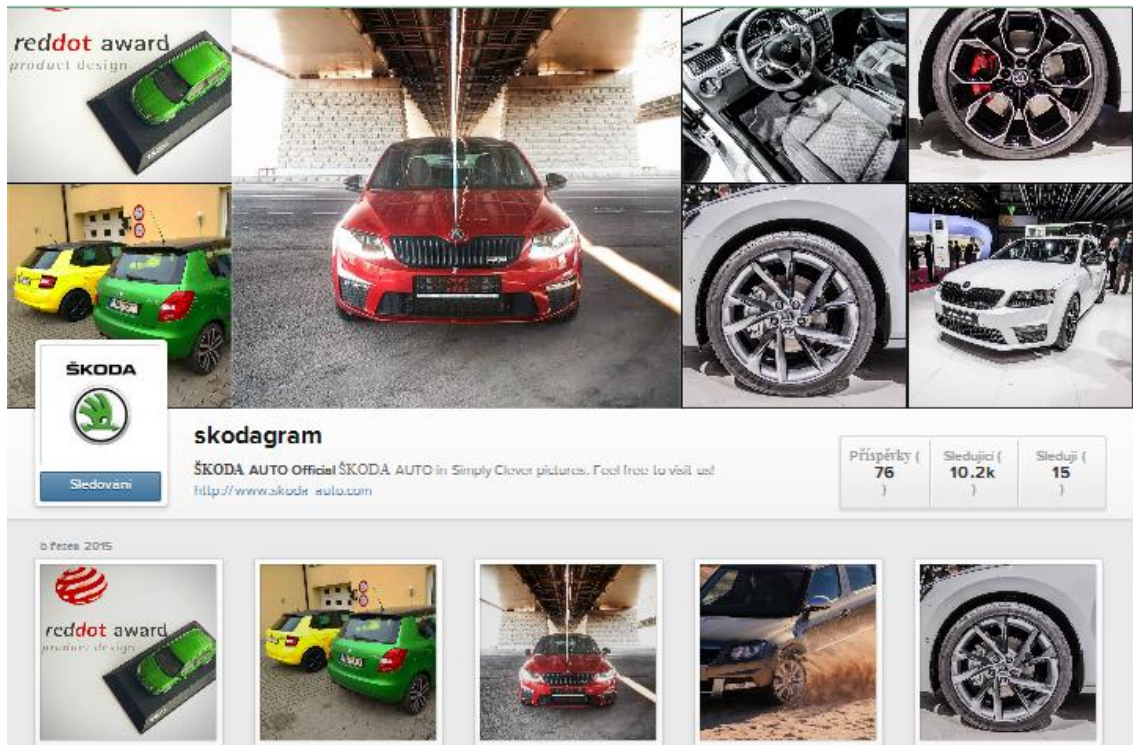 reddot award
product design
ŠKODA
ŠKODA
Sledování
skodagram
ŠKODA AUTO Official ŠKODA AUTO in Simply Clever pictures. Feel free to visit us!
http://www.skoda-auto.com
Příspěvky (
76
)
Sledující (
10.2k
)
Sleduji (
15
)
březen 2015
reddot award
product design